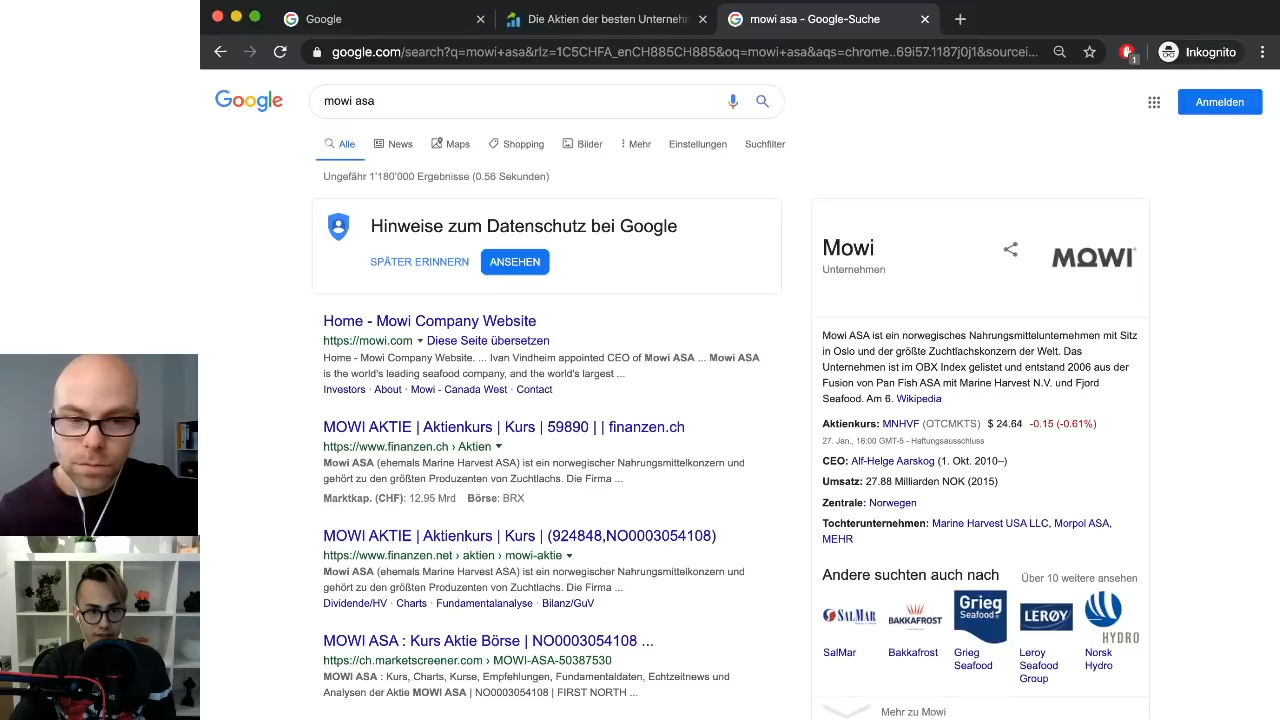 Google
Die Aktien der besten Unternehm
mowi asa - Google-Suche
google.com/search?q=mowi+asa&rlz=1C5CHFA_enCH885CH885&oq=mowi+asa&aqs=chrome..69i57.1187j0j1&sourcei...
1
Inkognito
Google
mowi asa
Anmelden
Alle
News
Maps
Shopping
Bilder
Mehr
Einstellungen
Suchfilter
Ungefähr 1'180'000 Ergebnisse (0.56 Sekunden)
Hinweise zum Datenschutz bei Google
SPÄTER ERINNERN
ANSEHEN
Home - Mowi Company Website
https://mowi.com Diese Seite übersetzen
Home - Mowi Company Website. ... Ivan Vindheim appointed CEO of Mowi ASA ... Mowi ASA
is the world's leading seafood company, and the world's largest ...
Investors · About · Mowi - Canada West · Contact
MOWI AKTIE | Aktienkurs | Kurs | 59890 | | finanzen.ch
https://www.finanzen.ch › Aktien
Mowi ASA (ehemals Marine Harvest ASA) ist ein norwegischer Nahrungsmittelkonzern und
gehört zu den größten Produzenten von Zuchtlachs. Die Firma ...
Marktkap. (CHF): 12.95 Mrd Börse: BRX
MOWI AKTIE | Aktienkurs | Kurs | (924848,NO0003054108)
https://www.finanzen.net › aktien › mowi-aktie
Mowi ASA (ehemals Marine Harvest ASA) ist ein norwegischer Nahrungsmittelkonzern und
gehört zu den größten Produzenten von Zuchtlachs. Die Firma ...
Dividende/HV · Charts · Fundamentalanalyse · Bilanz/GuV
MOWI ASA : Kurs Aktie Börse | NO0003054108 ...
https://ch.marketscreener.com › MOWI-ASA-50387530
MOWI ASA : Kurs, Charts, Kurse, Empfohlungen, Fundamentaldaten, Echtzeitnews und
Analysen der Aktie MOWI ASA | NO0003054108 | FIRST NORTH ...
Mowi
Unternehmen
MOWI
Mowi ASA ist ein norwegisches Nahrungsmittelunternehmen mit Sitz
in Oslo und der größte Zuchtlachskonzern der Welt. Das
Unternehmen ist im OBX Index gelistet und entstand 2006 aus der
Fusion von Pan Fish ASA mit Marine Harvest N.V. und Fjord
Seafood. Am 6. Wikipedia
Aktienkurs: MNHVF (OTCMKTS) $ 24.64 -0.15 (-0.61%)
27. Jan., 16:00 GMT-5 - Haftungsausschluss
CEO: Alf-Helge Aarskog (1. Okt. 2010–)
Umsatz: 27.88 Milliarden NOK (2015)
Zentrale: Norwegen
Tochterunternehmen: Marine Harvest USA LLC, Morpol ASA,
MEHR
Andere suchten auch nach
Über 10 weitere ansehen
SALMAR
BAKKAFROST
Grieg
Seafood
LERØY
HYDRO
SalMar
Bakkafrost
Grieg
Seafood
Leroy
Seafood
Group
Norsk
Hydro
Mehr zu Mowi